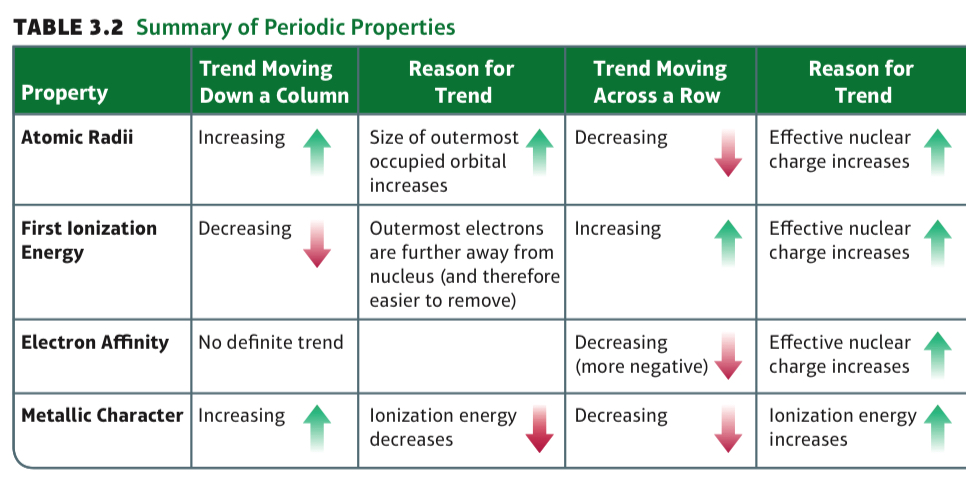 TABLE 3.2 Summary of Periodic Properties
Property
Trend Moving
Down a Column
Reason for
Trend
Trend Moving
Across a Row
Reason for
Trend
Atomic Radii
Increasing
Size of outermost
occupied orbital
increases
Decreasing
Effective nuclear
charge increases
First Ionization
Energy
Decreasing
Outermost electrons
are further away from
nucleus (and therefore
easier to remove)
Increasing
Effective nuclear
charge increases
Electron Affinity
No definite trend
Decreasing
(more negative)
Effective nuclear
charge increases
Metallic Character
Increasing
Ionization energy
decreases
Decreasing
Ionization energy
increases